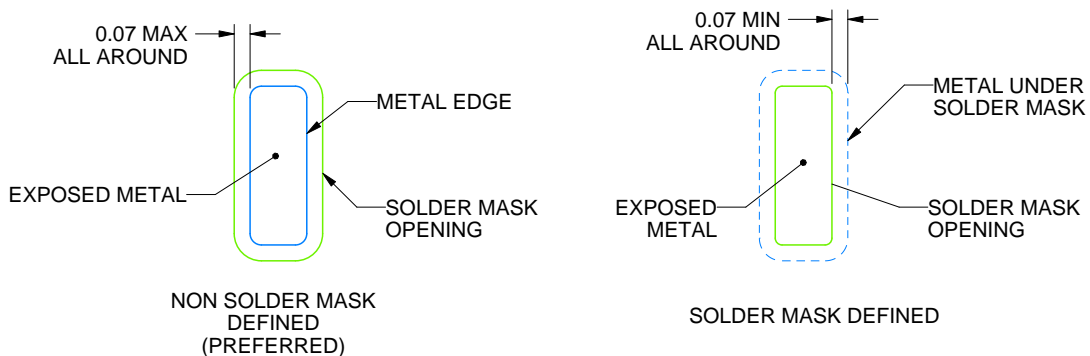 0.07 MAX
ALL AROUND
METAL EDGE
EXPOSED METAL
SOLDER MASK
OPENING
NON SOLDER MASK
DEFINED
(PREFERRED)
0.07 MIN
ALL AROUND
METAL UNDER
SOLDER MASK
EXPOSED
METAL
SOLDER MASK
OPENING
SOLDER MASK DEFINED